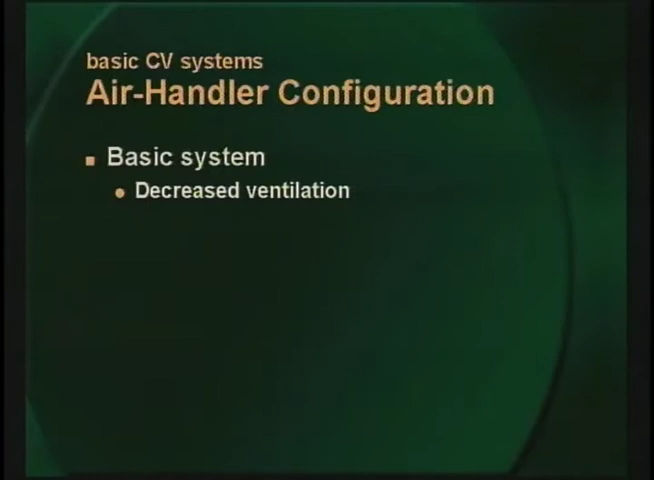 basic CV systems
Air-Handler Configuration
Basic system
Decreased ventilation